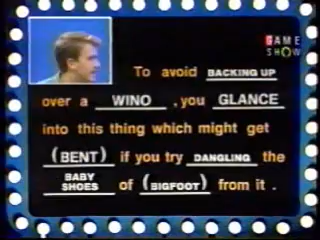 GAME
SHOW
To avoid BACKING UP
over a WINO , you GLANCE
into this thing which might get
(BENT) if you try DANGLING the
BABY
SHOES of (BIGFOOT) from it .